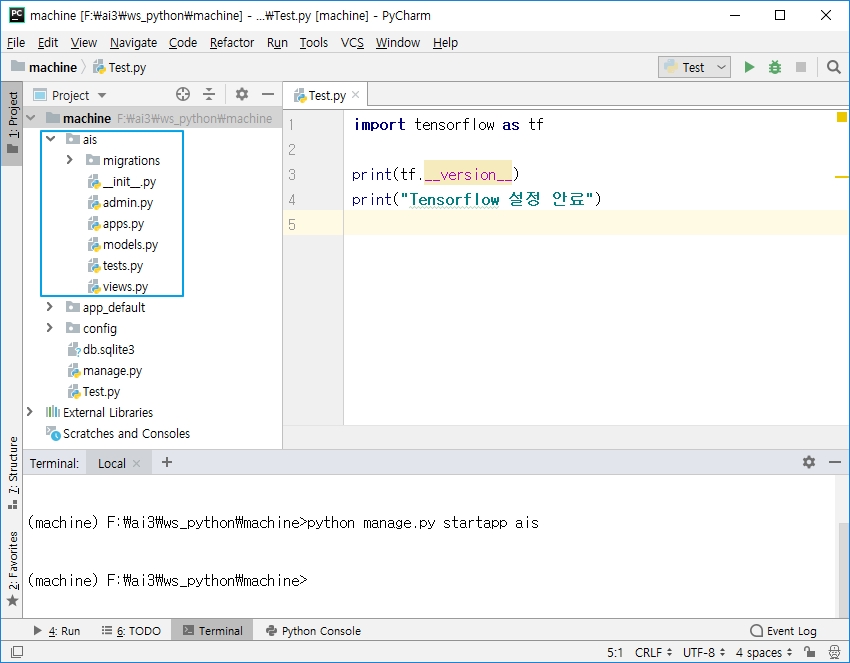 machine [F:₩ai3₩ws_python₩machine] - ...₩Test.py [machine] - PyCharm
File Edit View Navigate Code Refactor Run Tools VCS Window Help
machine Test.py Test
1: Project
Project
Test.py
machine F:₩ai3₩ws_python₩machine
ais
migrations
__init__.py
admin.py
apps.py
models.py
tests.py
views.py
app_default
config
db.sqlite3
manage.py
Test.py
External Libraries
Scratches and Consoles
1 import tensorflow as tf
2
3 print(tf.__version__)
4 print("Tensorflow 설정 안료")
5
7: Structure
2: Favorites
Terminal: Local
(machine) F:₩ai3₩ws_python₩machine>python manage.py startapp ais
(machine) F:₩ai3₩ws_python₩machine>
4: Run 6: TODO Terminal Python Console Event Log
5:1 CRLF UTF-8 4 spaces